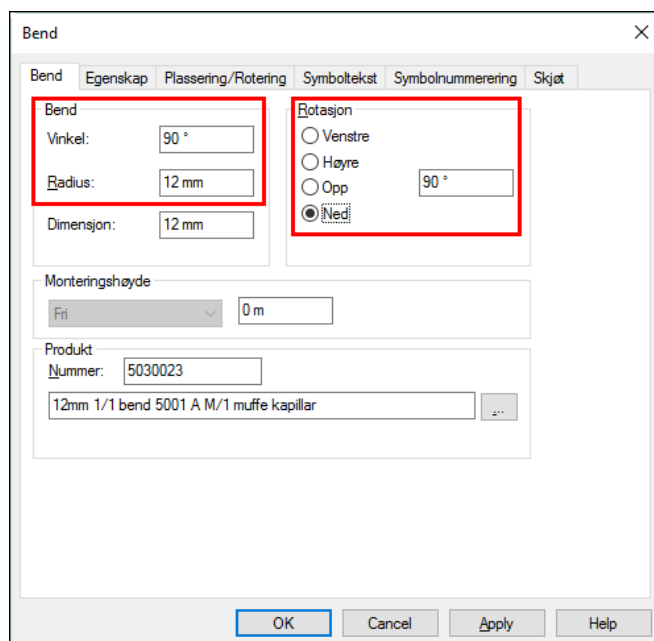 Bend
Bend Egenskap Plassering/Rotering Symboltekst Symbolnummerering Skjøt
Bend
Vinkel: 90 °
Radius: 12 mm
Dimensjon: 12 mm
Rotasjon
Venstre
Høyre
Opp 90 °
Ned
Monteringshøyde
Fri 0 m
Produkt
Nummer: 5030023
12mm 1/1 bend 5001 A M/1 muffe kapillar ...
OK Cancel Apply Help